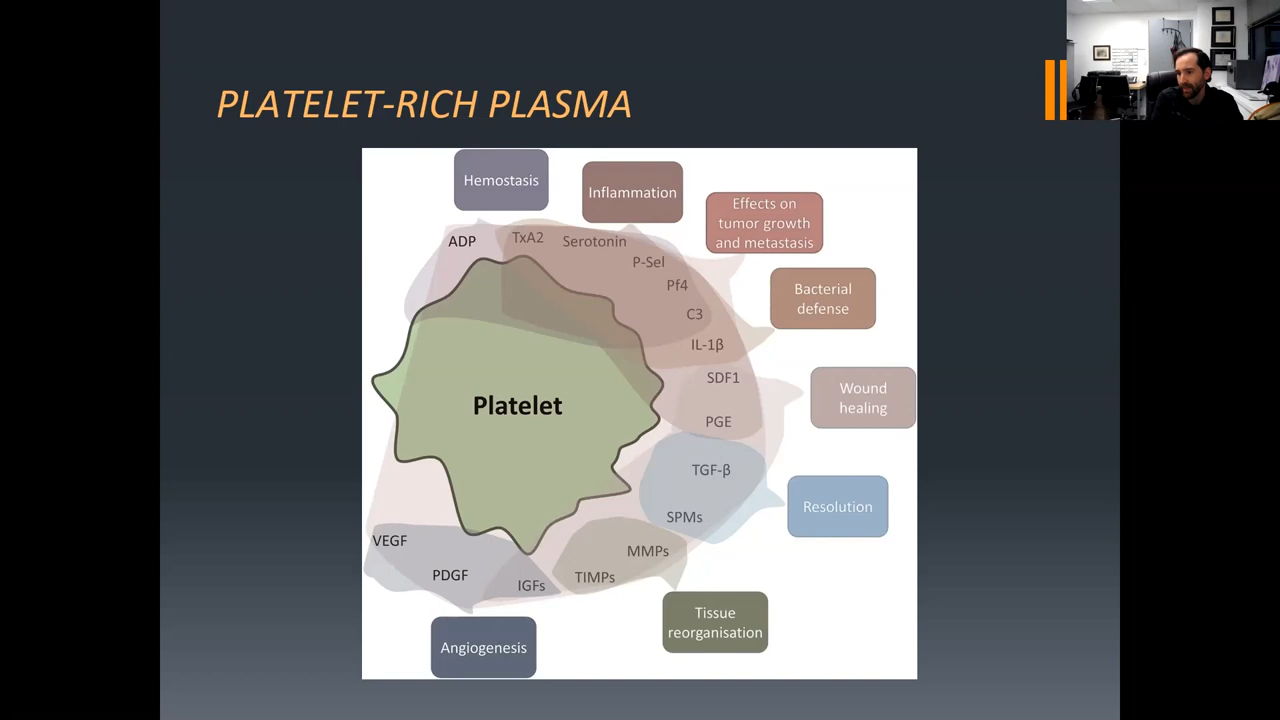 PLATELET-RICH PLASMA
Hemostasis
Inflammation
Effects on
tumor growth
and metastasis
Bacterial
defense
Wound
healing
Resolution
Tissue
reorganisation
Angiogenesis
Platelet
ADP
TxA2
Serotonin
P-Sel
Pf4
C3
IL-1β
SDF1
PGE
TGF-β
SPMs
MMPs
TIMPs
IGFs
PDGF
VEGF